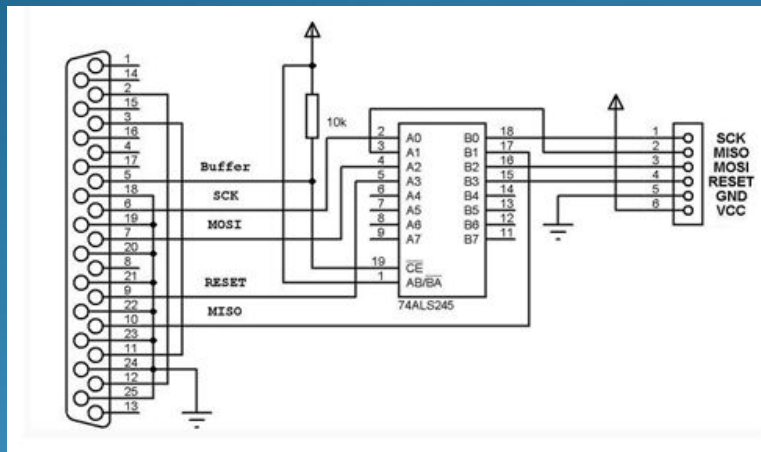 1
14
2
15
3
16
4
17
5
18
6
19
7
20
8
21
9
22
10
23
11
24
12
25
13
Buffer
SCK
MOSI
RESET
MISO
10k
2 A0 B0 18
3 A1 B1 17
4 A2 B2 16
5 A3 B3 15
6 A4 B4 14
7 A5 B5 13
8 A6 B6 12
9 A7 B7 11
19 CE
1 AB/BA
74ALS245
1 SCK
2 MISO
3 MOSI
4 RESET
5 GND
6 VCC